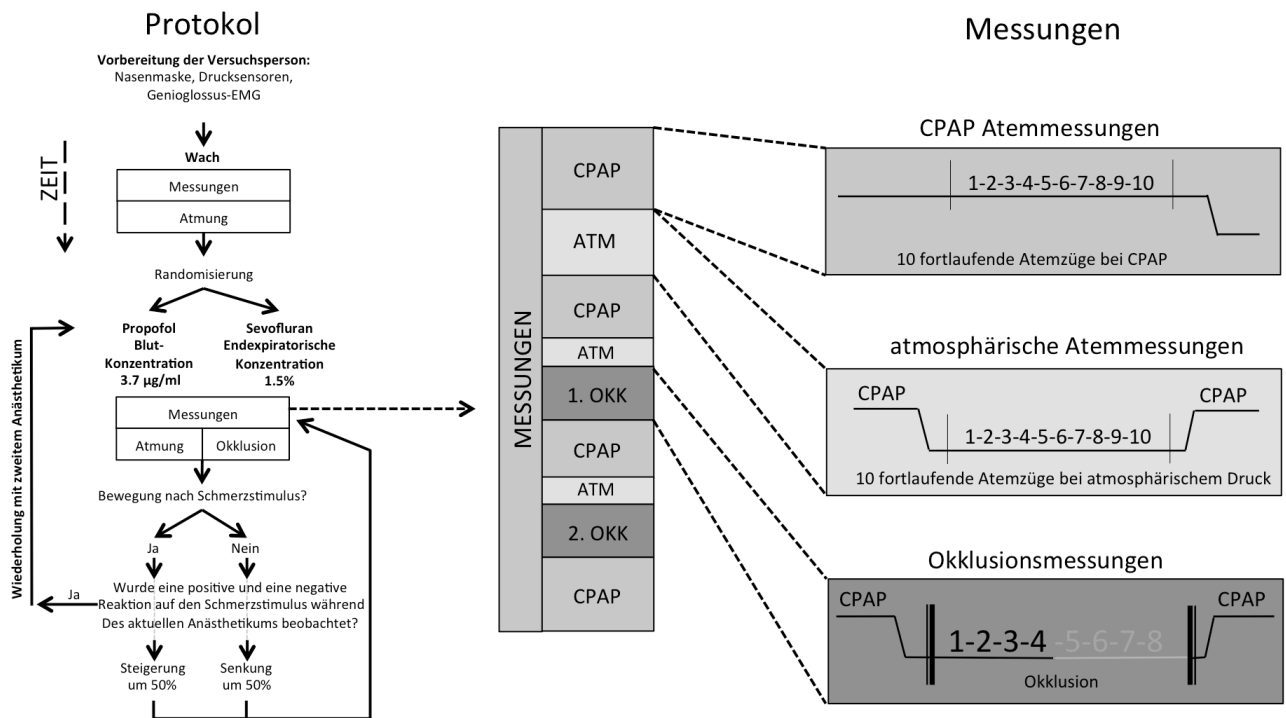 Protokol
Vorbereitung der Versuchsperson:
Nasenmaske, Drucksensoren,
Genioglossus-EMG
ZEIT
Wach
Messungen
Atmung
Randomisierung
Propofol
Blut-
Konzentration
3.7 µg/ml
Sevofluran
Endexpiratorische
Konzentration
1.5%
Messungen
Atmung
Okklusion
Bewegung nach Schmerzstimulus?
Ja
Nein
Wurde eine positive und eine negative
Reaktion auf den Schmerzstimulus während
Des aktuellen Anästhetikums beobachtet?
Ja
Wiederholung mit zweitem Anästhetikum
Steigerung
um 50%
Senkung
um 50%
MESSUNGEN
CPAP
ATM
CPAP
ATM
1. OKK
CPAP
ATM
2. OKK
CPAP
Messungen
CPAP Atemmessungen
1-2-3-4-5-6-7-8-9-10
10 fortlaufende Atemzüge bei CPAP
atmosphärische Atemmessungen
CPAP
CPAP
1-2-3-4-5-6-7-8-9-10
10 fortlaufende Atemzüge bei atmosphärischem Druck
Okklusionsmessungen
CPAP
CPAP
1-2-3-4 -5-6-7-8
Okklusion